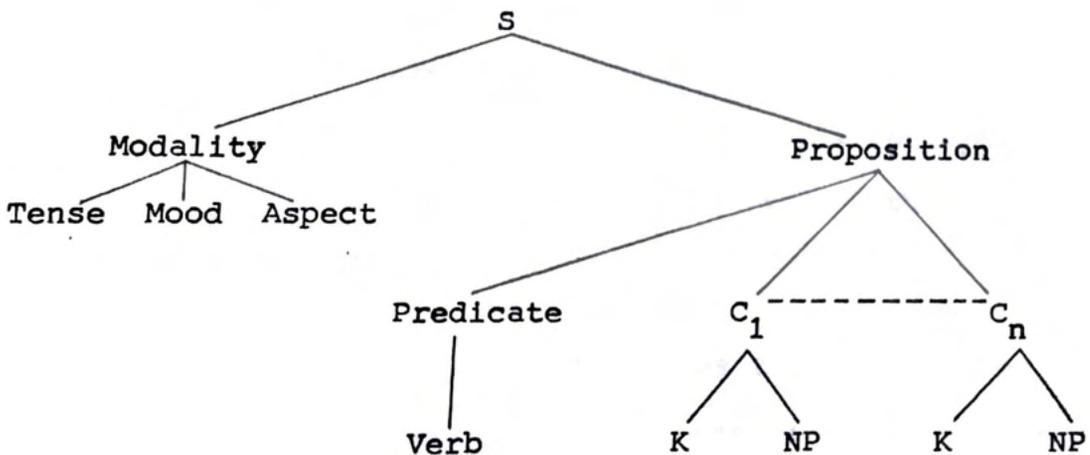 S
Modality Proposition
Tense Mood Aspect
Predicate C1 Cn
Verb K NP K NP